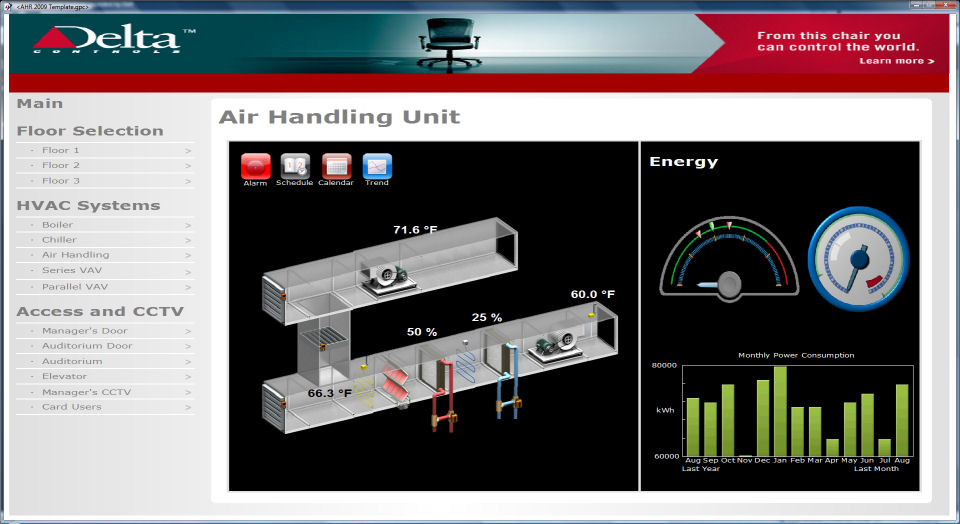 <AHR 2009 Template.gpc>
Delta™
CONTROLS
From this chair you
can control the world.
Learn more >
Main
Floor Selection
· Floor 1 >
· Floor 2 >
· Floor 3 >
HVAC Systems
· Boiler >
· Chiller >
· Air Handling >
· Series VAV >
· Parallel VAV >
Access and CCTV
· Manager's Door >
· Auditorium Door >
· Auditorium >
· Elevator >
· Manager's CCTV >
· Card Users >
Air Handling Unit
Alarm Schedule Calendar Trend
71.6 °F
60.0 °F
25 %
50 %
66.3 °F
Energy
Monthly Power Consumption
80000
kWh
60000
Aug Sep Oct Nov Dec Jan Feb Mar Apr May Jun Jul Aug
Last Year Last Month